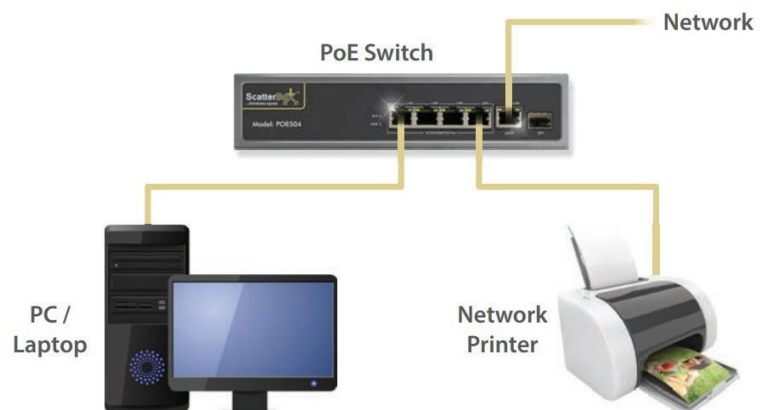 Network
PoE Switch
Model: POE504
PC /
Laptop
Network
Printer